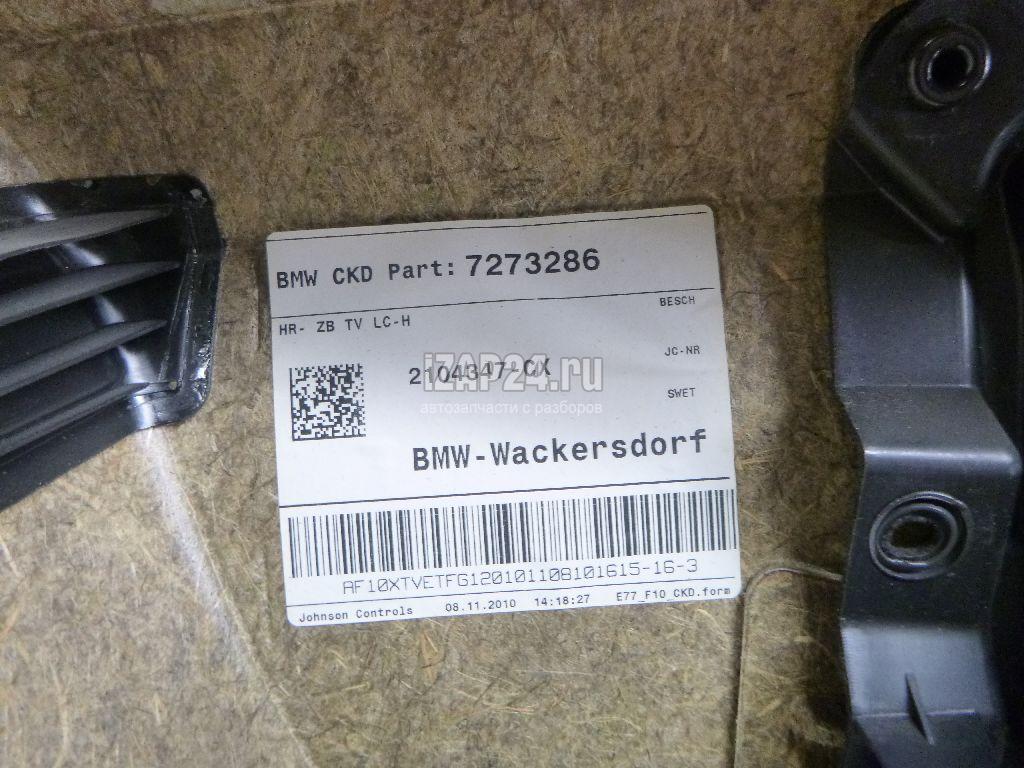 BMW CKD Part: 7273286
BESCH
HR- ZB TV LC-H
JC-NR
2104347-CX
iZAP24.ru
SWET
автозапчасти с разборов
BMW-Wackersdorf
AF10XTVETFG120101108101615-16-3
Johnson Controls 08.11.2010 14:18:27 E77_F10_CKD.form